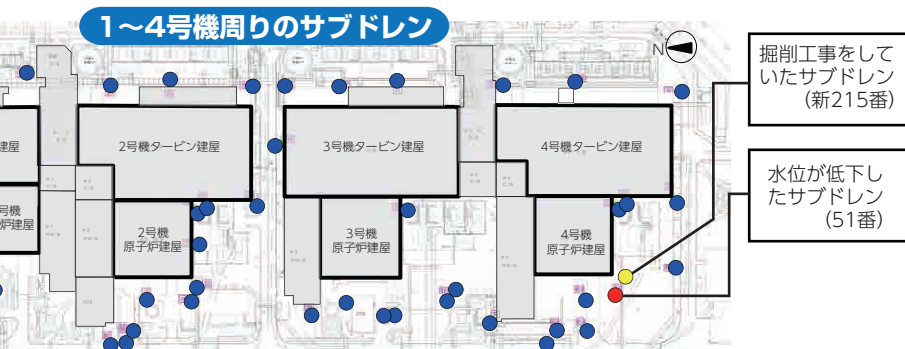 1〜4号機周りのサブドレン
N
掘削工事をして
いたサブドレン
(新215番)
建屋
2号機タービン建屋
3号機タービン建屋
4号機タービン建屋
水位が低下し
たサブドレン
(51番)
号機
炉建屋
2号機
原子炉建屋
3号機
原子炉建屋
4号機
原子炉建屋